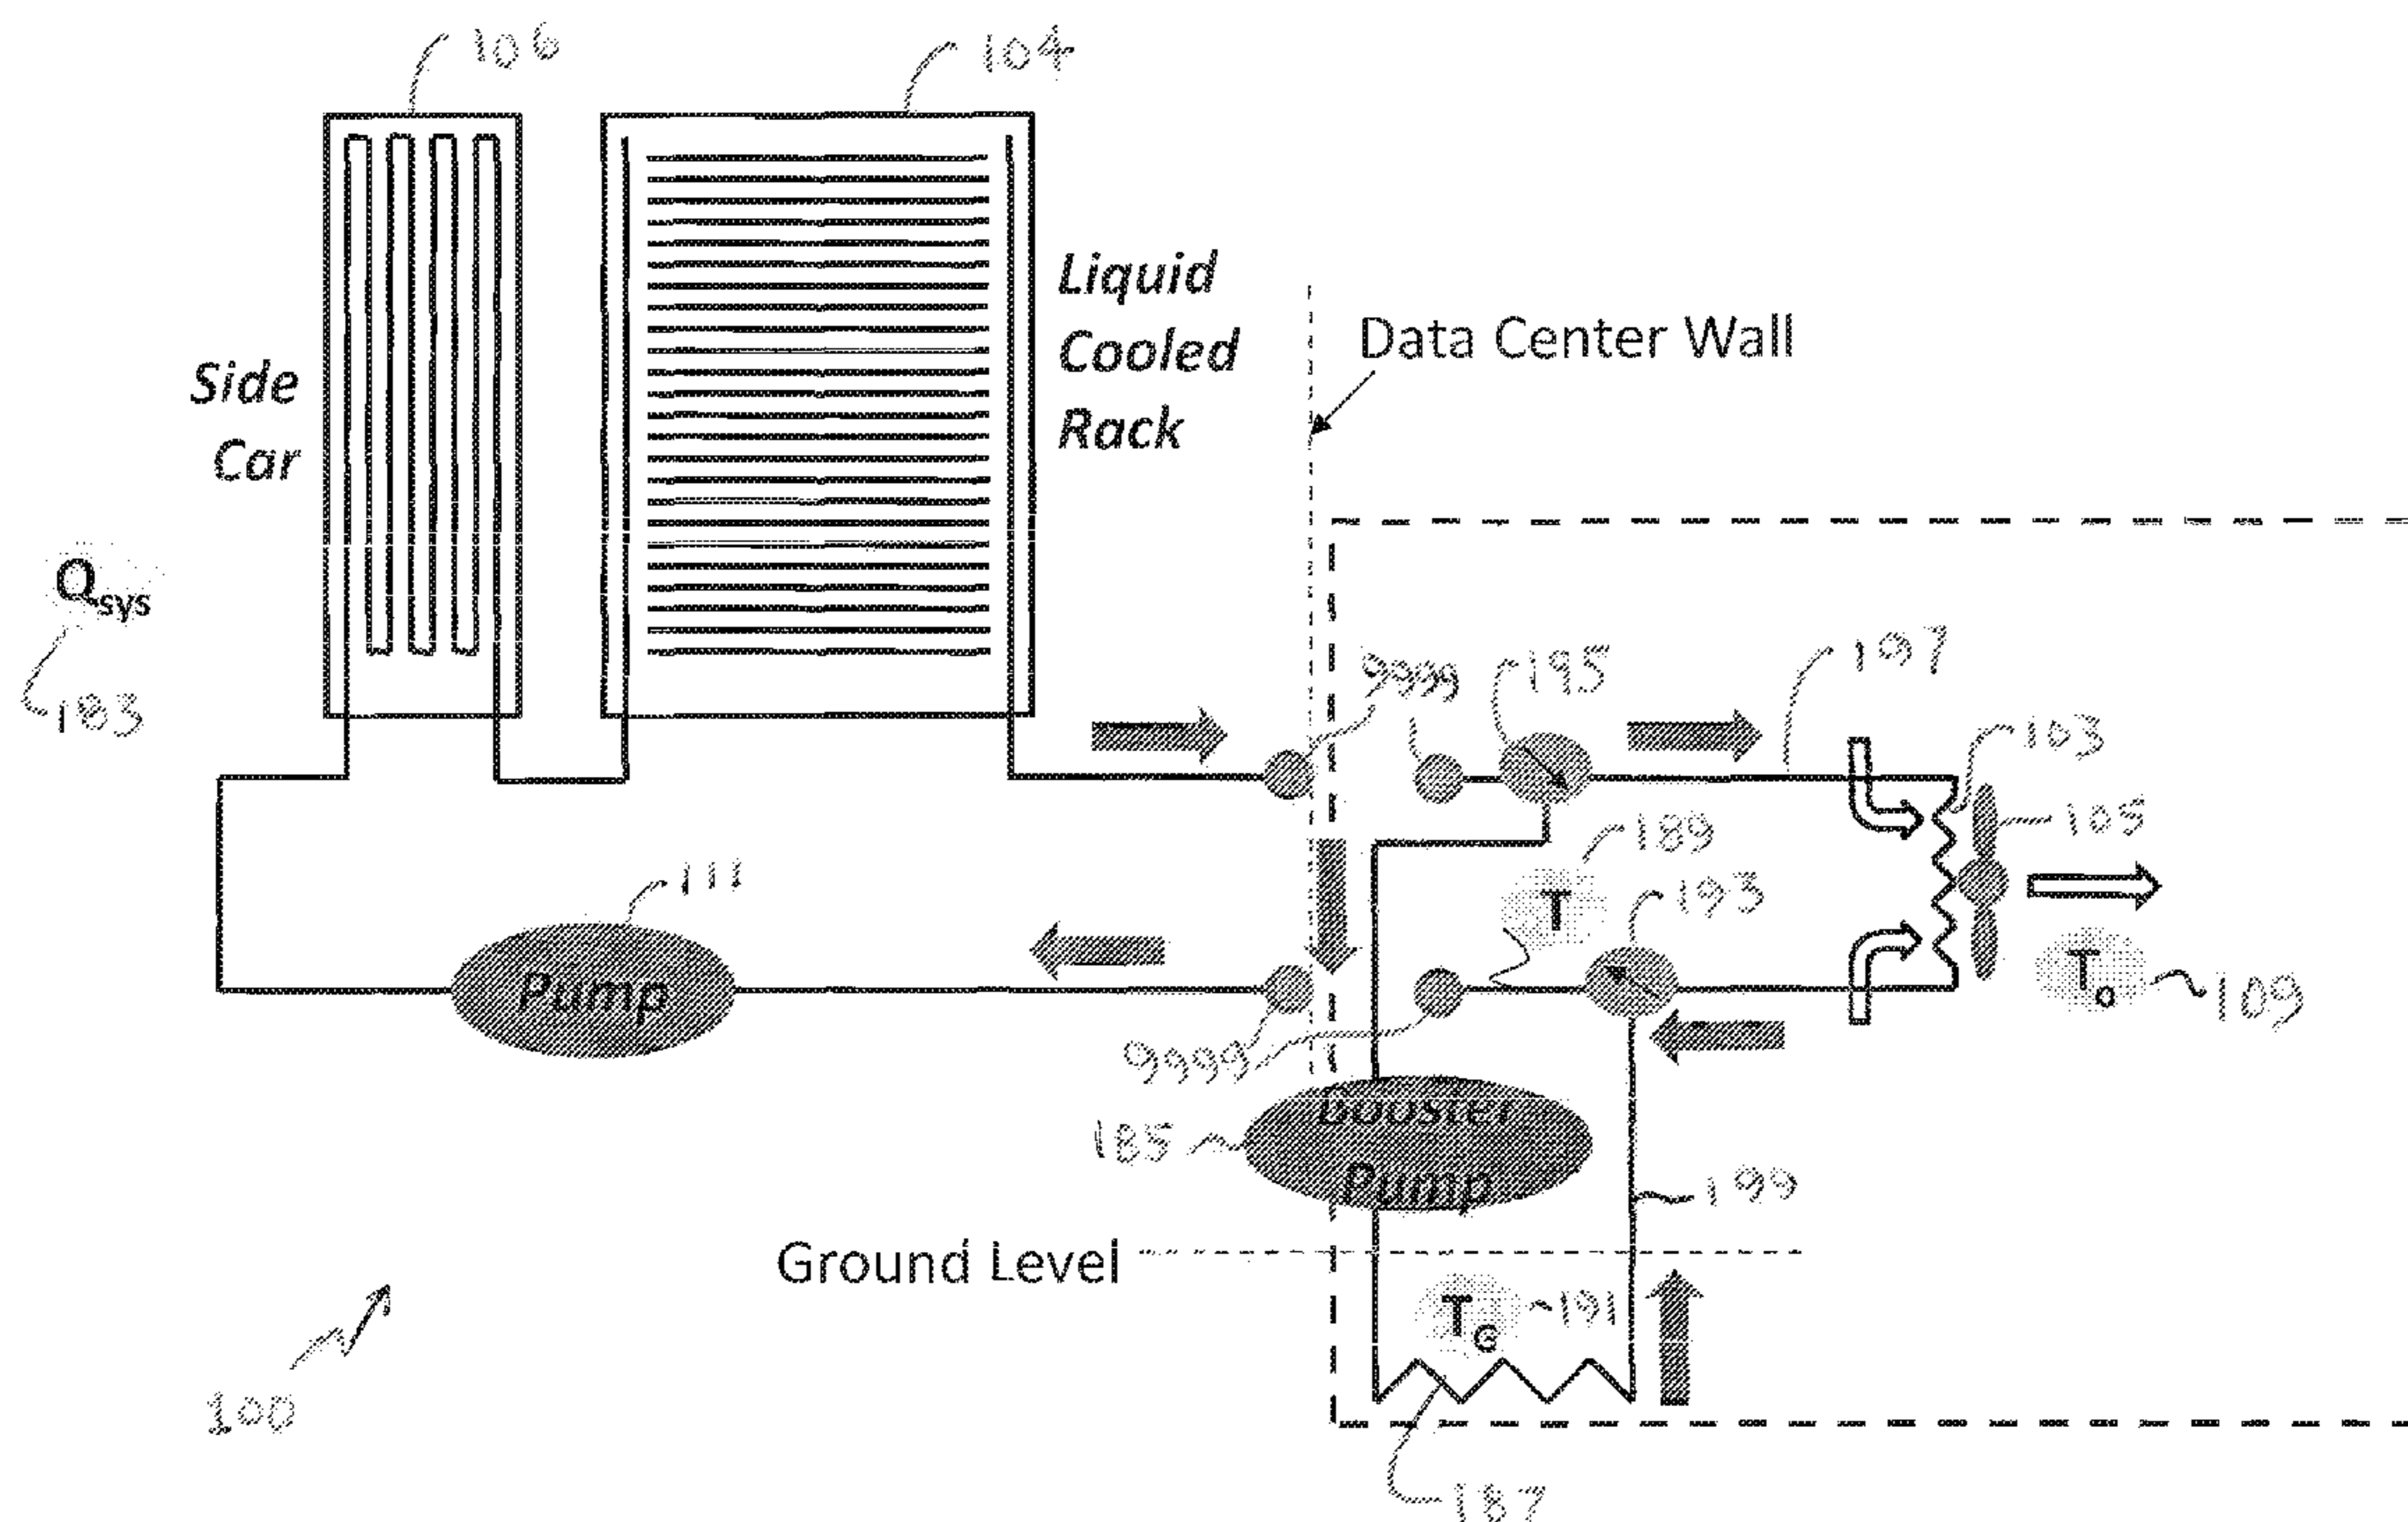 106
104
Side
Car
Liquid
Cooled
Rack
Data Center Wall
Qsys
183
9999
195
197
103
105
189
T
193
To
109
111
Pump
9999
185
Booster
Pump
199
Ground Level
TG
191
100
187